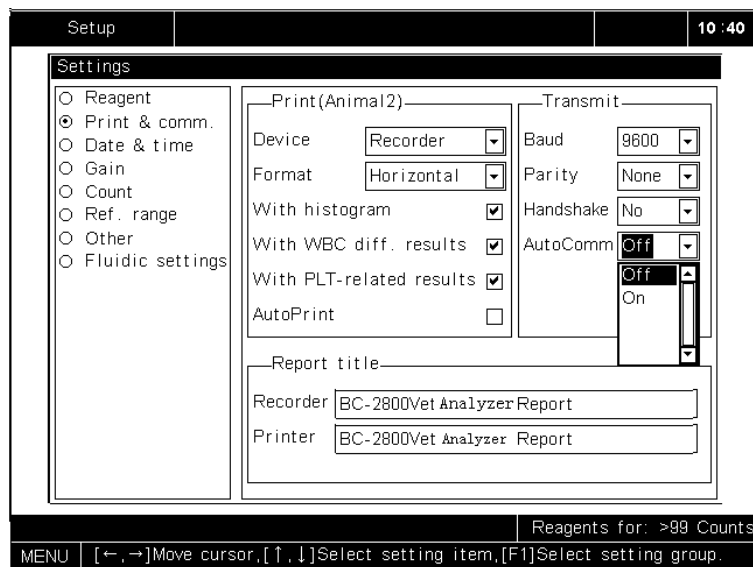 Setup
10:40
Settings
Reagent
Print & comm.
Date & time
Gain
Count
Ref. range
Other
Fluidic settings
Print(Animal2)
Device Recorder
Format Horizontal
With histogram
With WBC diff. results
With PLT-related results
AutoPrint
Transmit
Baud 9600
Parity None
Handshake No
AutoComm Off
Off
On
Report title
Recorder BC-2800Vet Analyzer Report
Printer BC-2800Vet Analyzer Report
Reagents for: >99 Counts
MENU [←,→]Move cursor,[↑,↓]Select setting item,[F1]Select setting group.